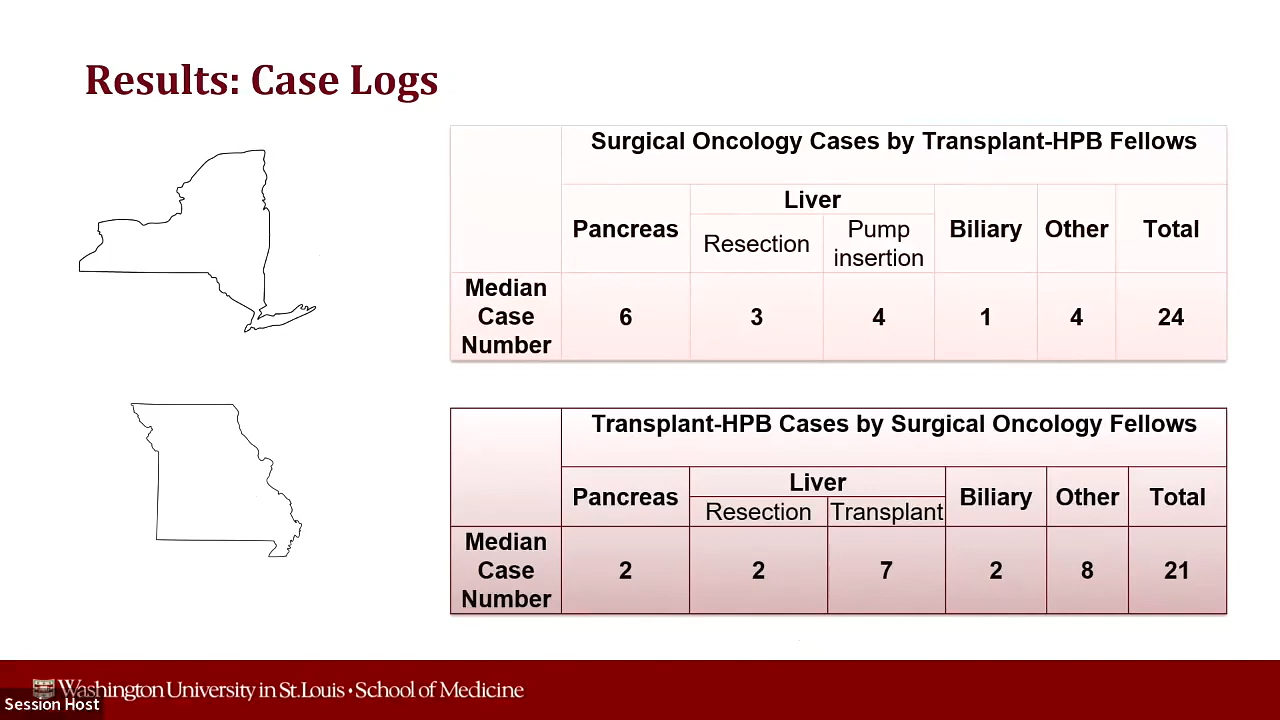 Results: Case Logs
Surgical Oncology Cases by Transplant-HPB Fellows
Pancreas
Liver
Resection
Pump
insertion
Biliary
Other
Total
Median
Case
Number
6
3
4
1
4
24
Transplant-HPB Cases by Surgical Oncology Fellows
Pancreas
Liver
Resection
Transplant
Biliary
Other
Total
Median
Case
Number
2
2
7
2
8
21
Washington University in St.Louis • School of Medicine
Session Host